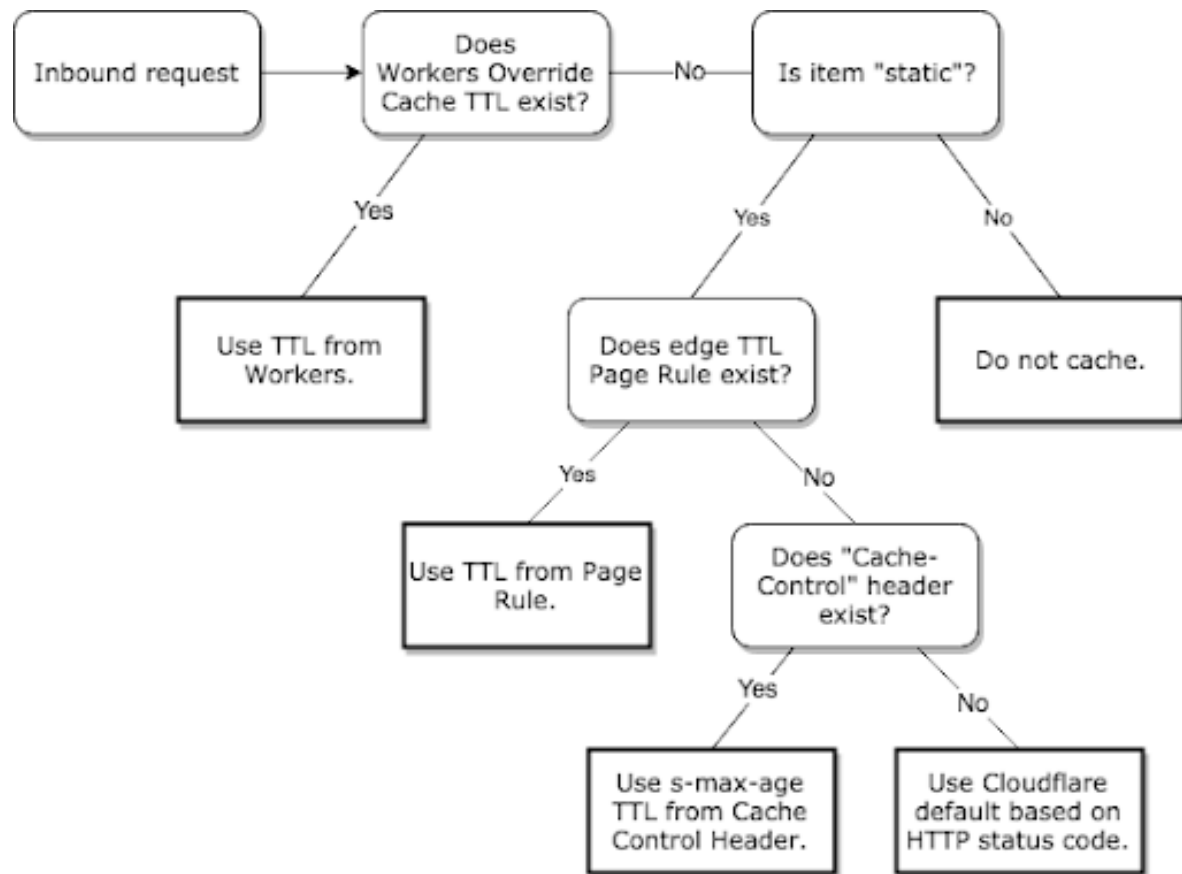 Inbound request
Does
Workers Override
Cache TTL exist?
No
Is item "static"?
Yes
Yes
No
Use TTL from
Workers.
Does edge TTL
Page Rule exist?
Do not cache.
Yes
No
Use TTL from Page
Rule.
Does "Cache-
Control" header
exist?
Yes
No
Use s-max-age
TTL from Cache
Control Header.
Use Cloudflare
default based on
HTTP status code.